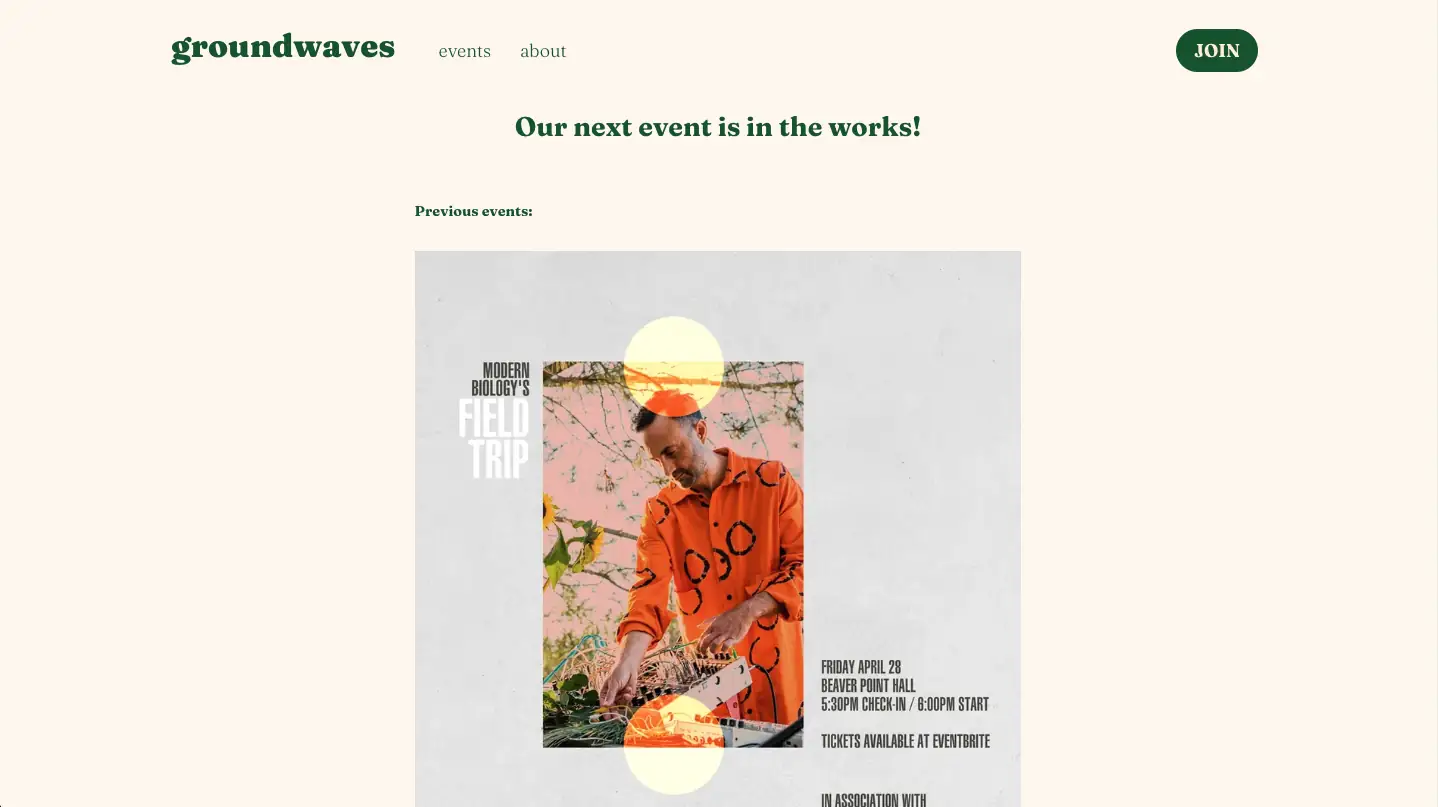 groundwaves
events
about
JOIN
Our next event is in the works!
Previous events:
MODERN
BIOLOGY'S
FIELD
TRIP
FRIDAY APRIL 28
BEAVER POINT HALL
5:30PM CHECK-IN / 6:00PM START
TICKETS AVAILABLE AT EVENTBRITE
IN ASSOCIATION WITH